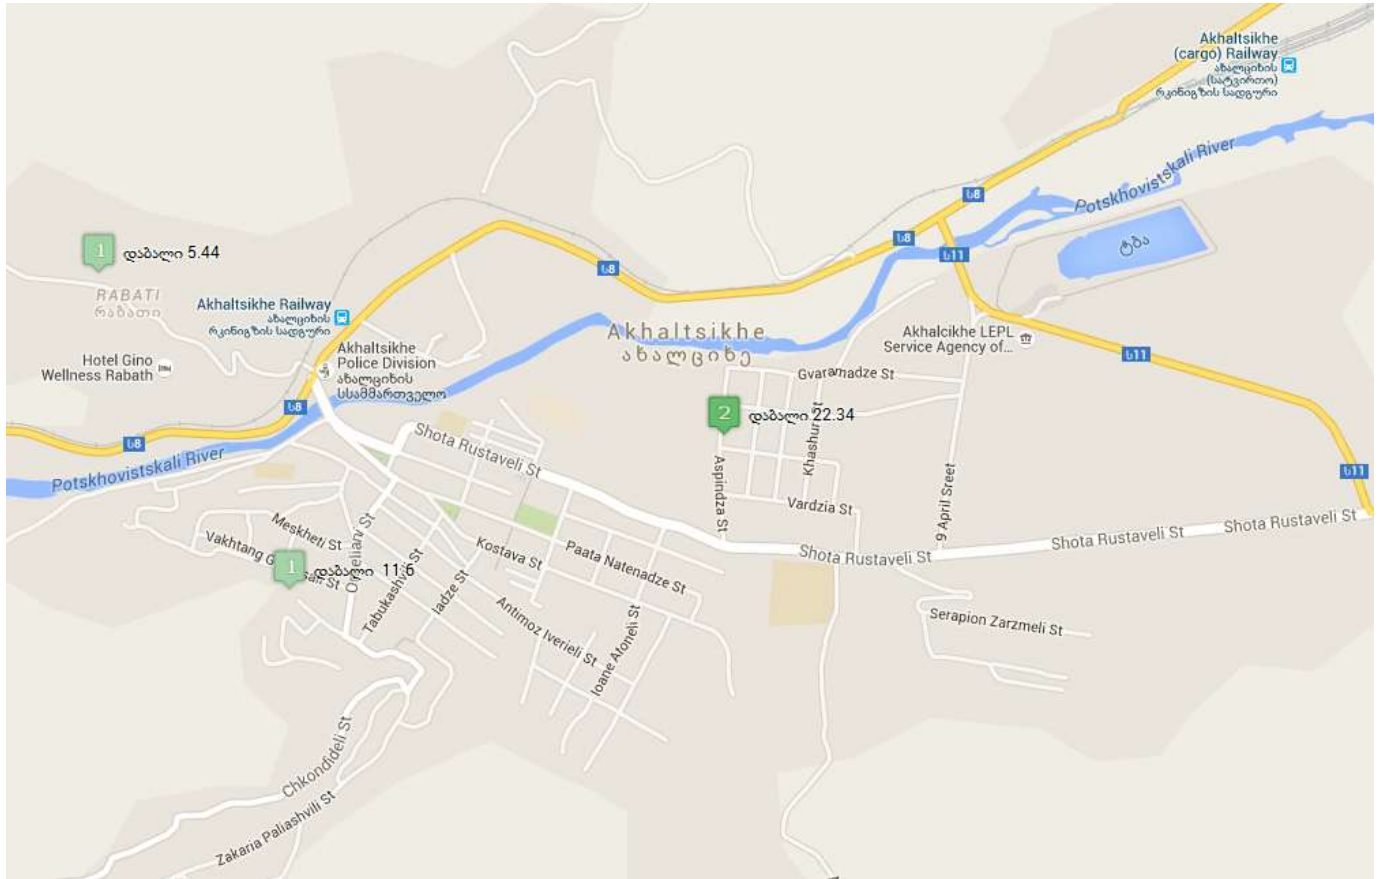 Akhaltsikhe
(cargo) Railway
ახალციხის
(სატვირთო)
რკინიგზის სადგური
Potskhovistskali River
ს8
ს8
ს11
ტბა
1
დაბალი 5.44
ს8
RABATI
რაბათი
Akhaltsikhe Railway
ახალციხის
რკინიგზის სადგური
Akhaltsikhe
ახალციხე
Akhalcikhe LEPL
Service Agency of...
Akhaltsikhe
Police Division
ახალციხის
სსამმართველო
ს11
Hotel Gino
Wellness Rabath
Gvaramadze St
ს8
2
დაბალი 22.34
ს8
Shota Rustaveli St
Khashuri St
Potskhovistskali River
ს11
Aspindza St
Vardzia St
9 April Sreet
Meskheti St
Orbeliani St
Shota Rustaveli St
Shota Rustaveli St
Shota Rustaveli St
Vakhtang
St
Kostava St
Paata Natenadze St
1
დაბალი 11.6
Tabukashvili St
Iadze St
Antimoz Iverieli St
Ioane Atoneli St
Serapion Zarzmeli St
Chkondideli St
Zakaria Paliashvili St